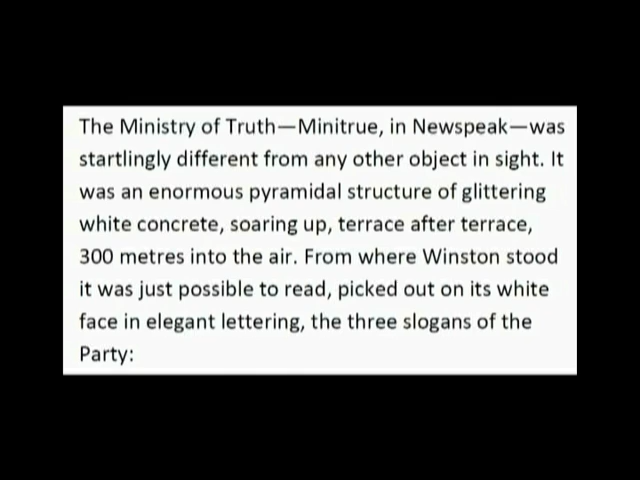 The Ministry of Truth—Minitrue, in Newspeak—was
startlingly different from any other object in sight. It
was an enormous pyramidal structure of glittering
white concrete, soaring up, terrace after terrace,
300 metres into the air. From where Winston stood
it was just possible to read, picked out on its white
face in elegant lettering, the three slogans of the
Party: